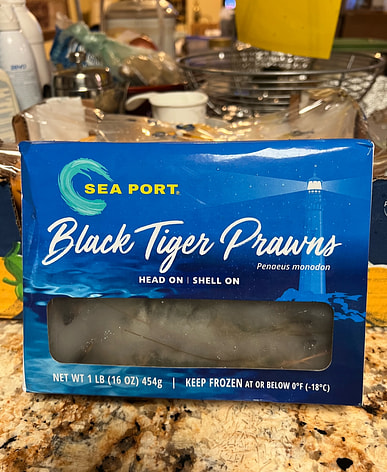 SEA PORT.
Black Tiger Prawns
Penaeus monodon
HEAD ON | SHELL ON
NET WT 1 LB (16 OZ) 454g | KEEP FROZEN AT OR BELOW 0°F (-18°C)